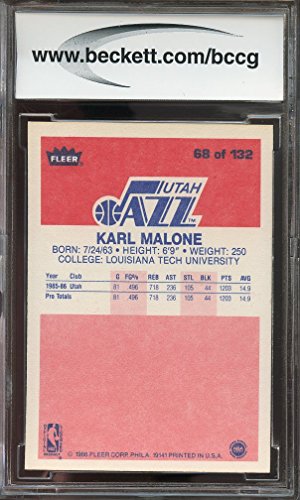 www.beckett.com/bccg
FLEER
68 of 132
UTAH
JAZZ™
KARL MALONE
BORN: 7/24/63 • HEIGHT: 6'9" • WEIGHT: 250
COLLEGE: LOUISIANA TECH UNIVERSITY
Year Club G FG% REB AST STL BLK PTS AVG
1985-86 Utah 81 .496 718 236 105 44 1203 14.9
Pro Totals 81 .496 718 236 105 44 1203 14.9
NBA
© 1986 FLEER CORP. PHILA. 19141 PRINTED IN U.S.A.